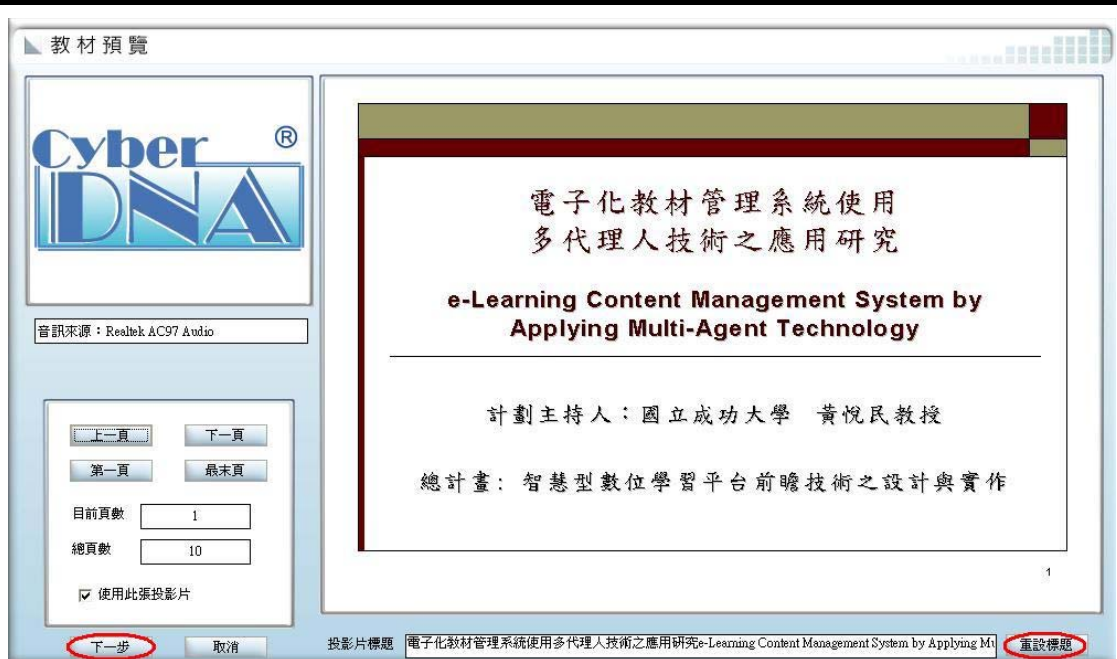 教材預覽
Cyber ®
DNA
音訊來源：Realtek AC97 Audio
上一頁 下一頁
第一頁 最末頁
目前頁數 1
總頁數 10
使用此張投影片
下一步 取消
電子化教材管理系統使用
多代理人技術之應用研究
e-Learning Content Management System by
Applying Multi-Agent Technology
計劃主持人：國立成功大學 黃悅民教授
總計畫: 智慧型數位學習平台前瞻技術之設計與實作
1
投影片標題 電子化教材管理系統使用多代理人技術之應用研究e-Learning Content Management System by Applying Mu 重設標題